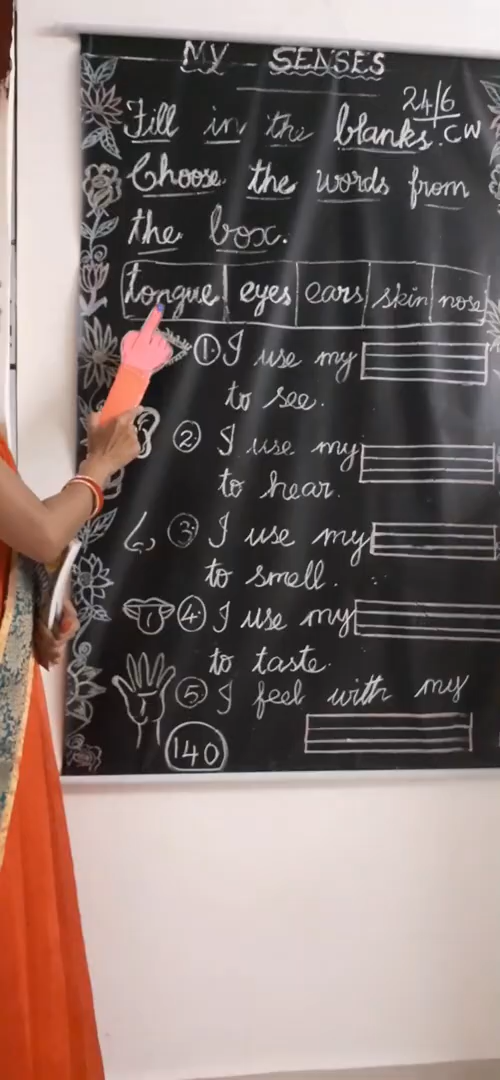 MY SENSES
24/6
Fill in the blanks. CW
Choose the words from
the box.
tongue eyes ears skin nose
1. I use my
to see.
2 I use my
to hear.
3 I use my
to smell.
4. I use my
to taste.
5 I feel with my
140